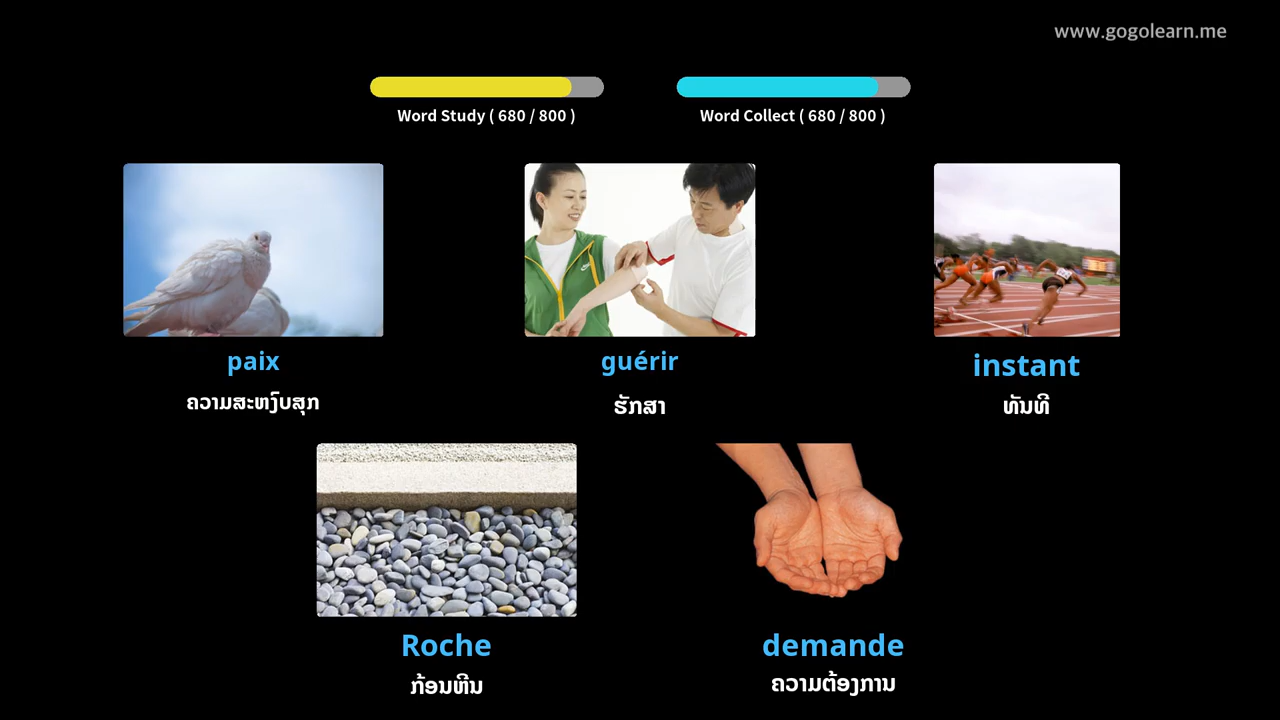 www.gogolearn.me
Word Study ( 680 / 800 )
Word Collect ( 680 / 800 )
paix
ຄວາມສະຫງົບສຸກ
guérir
ຮັກສາ
instant
ທັນທີ
Roche
ກ້ອນຫີນ
demande
ຄວາມຕ້ອງການ